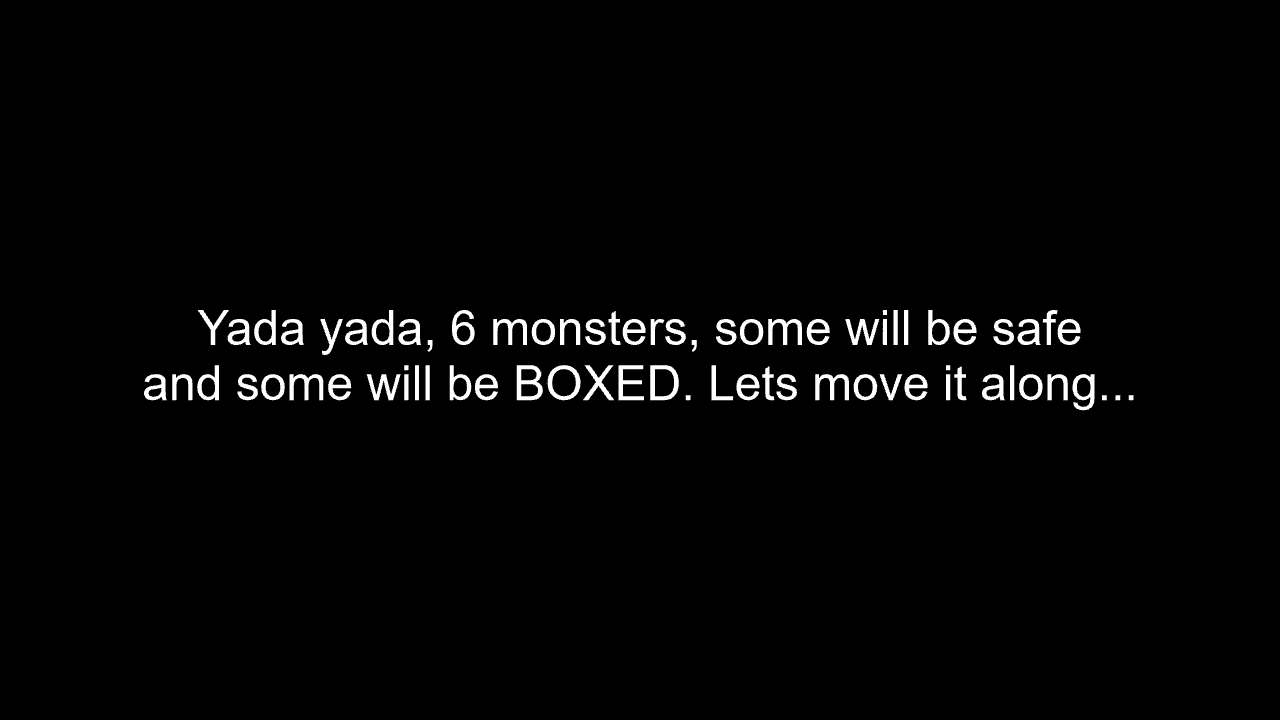 Yada yada, 6 monsters, some will be safe
and some will be BOXED. Lets move it along...